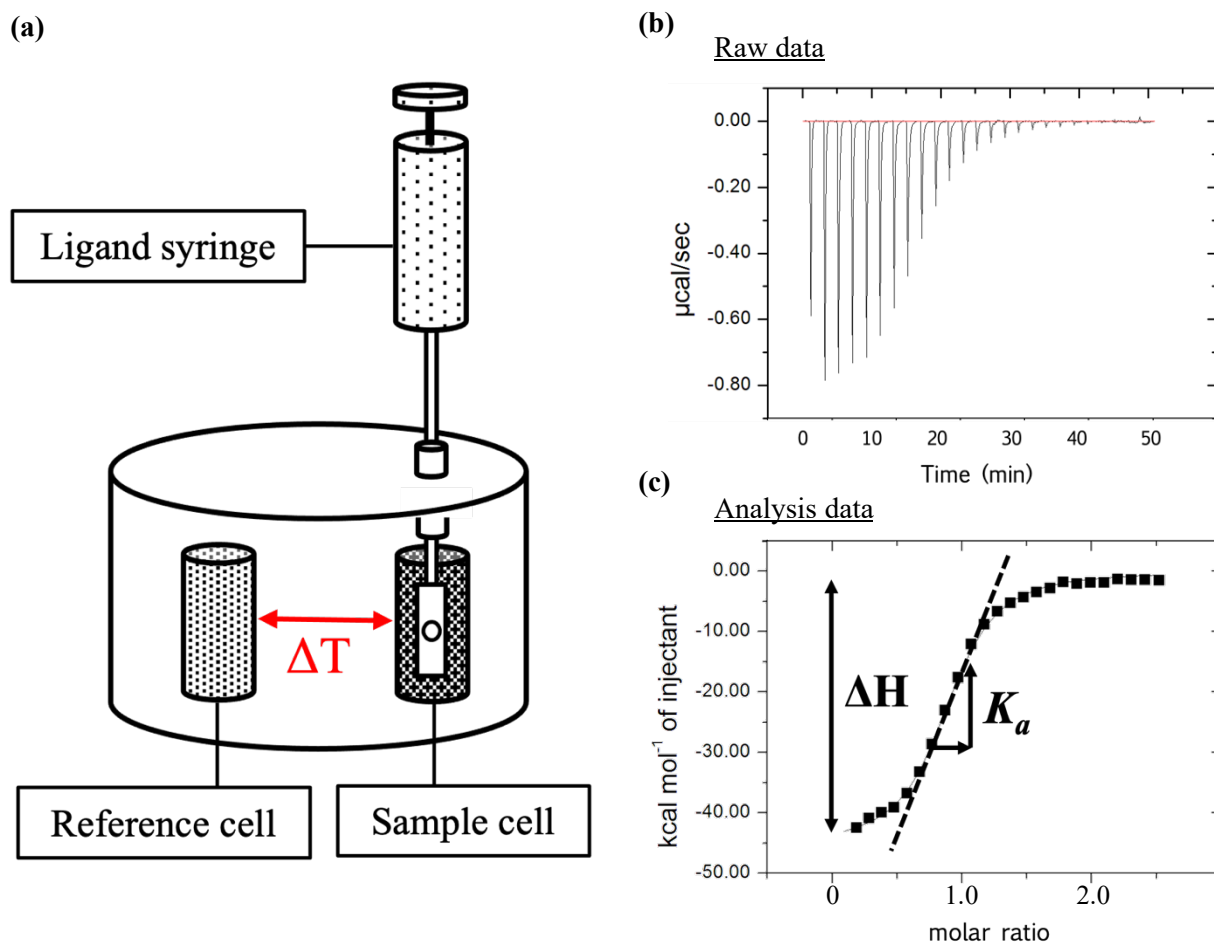 (a)
Ligand syringe
ΔT
Reference cell
Sample cell
(b)
Raw data
0.00
-0.20
-0.40
-0.60
-0.80
µcal/sec
0 10 20 30 40 50
Time (min)
(c)
Analysis data
0.00
-10.00
-20.00
-30.00
-40.00
-50.00
kcal mol⁻¹ of injectant
ΔH
Kₐ
0 1.0 2.0
molar ratio